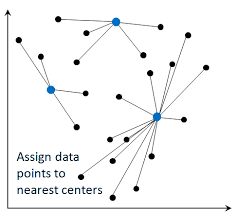 Assign data
points to
nearest centers